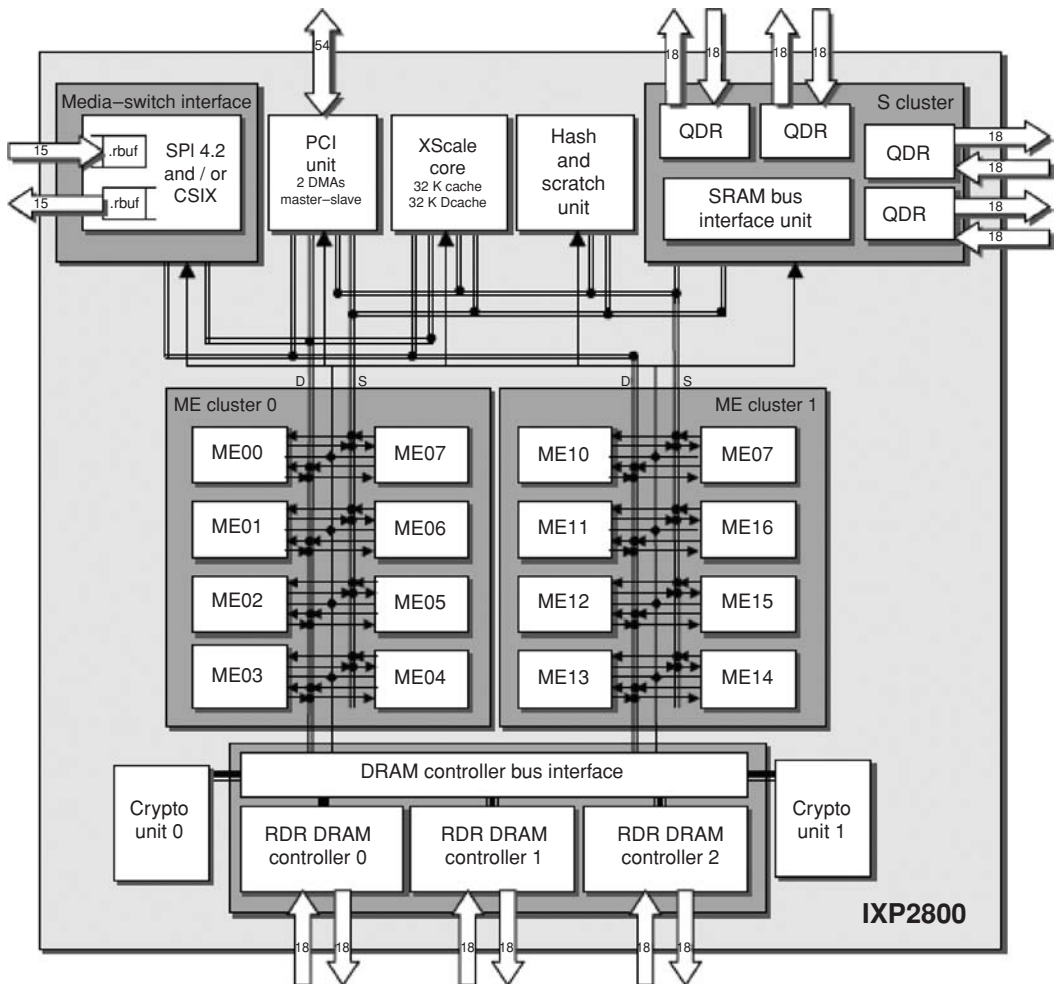 54
18
18
18
18
Media–switch interface
15
.rbuf
15
.rbuf
SPI 4.2
and / or
CSIX
PCI
unit
2 DMAs
master–slave
XScale
core
32 K cache
32 K Dcache
Hash
and
scratch
unit
S cluster
QDR
QDR
QDR
18
18
SRAM bus
interface unit
QDR
18
18
D
S
D
S
ME cluster 0
ME00
ME07
ME01
ME06
ME02
ME05
ME03
ME04
ME cluster 1
ME10
ME07
ME11
ME16
ME12
ME15
ME13
ME14
DRAM controller bus interface
Crypto
unit 0
RDR DRAM
controller 0
RDR DRAM
controller 1
RDR DRAM
controller 2
Crypto
unit 1
IXP2800
18
18
18
18
18
18